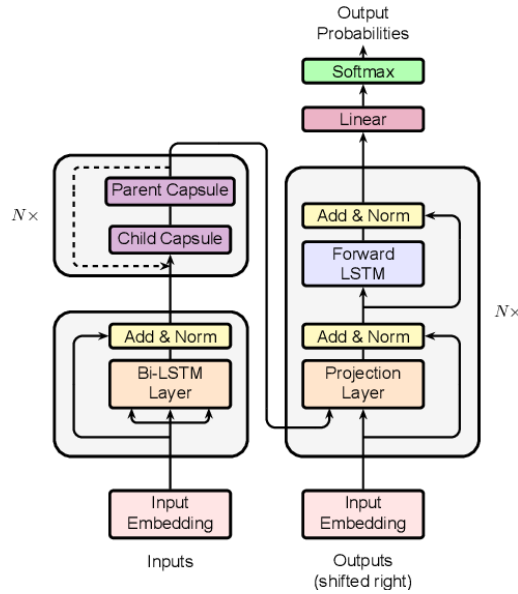 Output
Probabilities
Softmax
Linear
Parent Capsule
Child Capsule
N×
Add & Norm
Bi-LSTM
Layer
Input
Embedding
Inputs
Add & Norm
Forward
LSTM
Add & Norm
Projection
Layer
N×
Input
Embedding
Outputs
(shifted right)